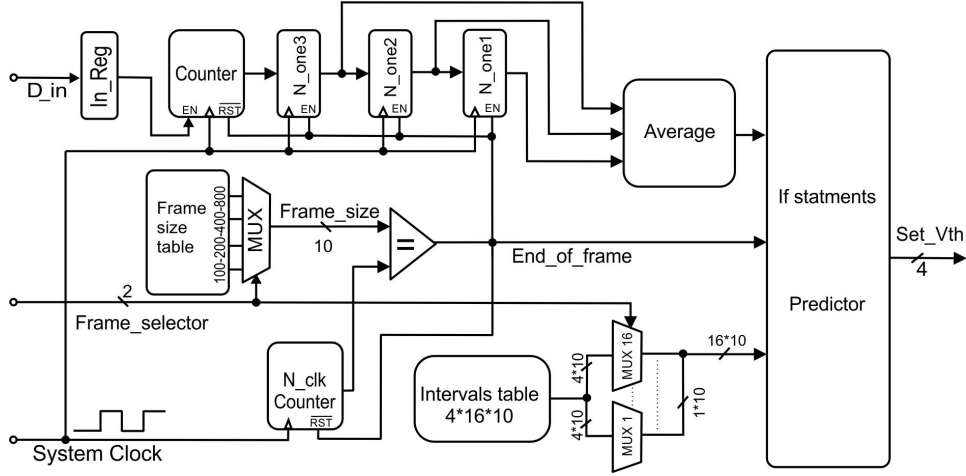 D_in
In_Reg
Counter
EN
RST
N_one3
EN
N_one2
EN
N_one1
EN
Average
If statments
Predictor
Set_Vth
4
Frame
size
table
100-200-400-800
MUX
Frame_size
10
=
End_of_frame
2
Frame_selector
N_clk
Counter
RST
System Clock
Intervals table
4*16*10
4*10
4*10
MUX 16
MUX 1
16*10
1*10